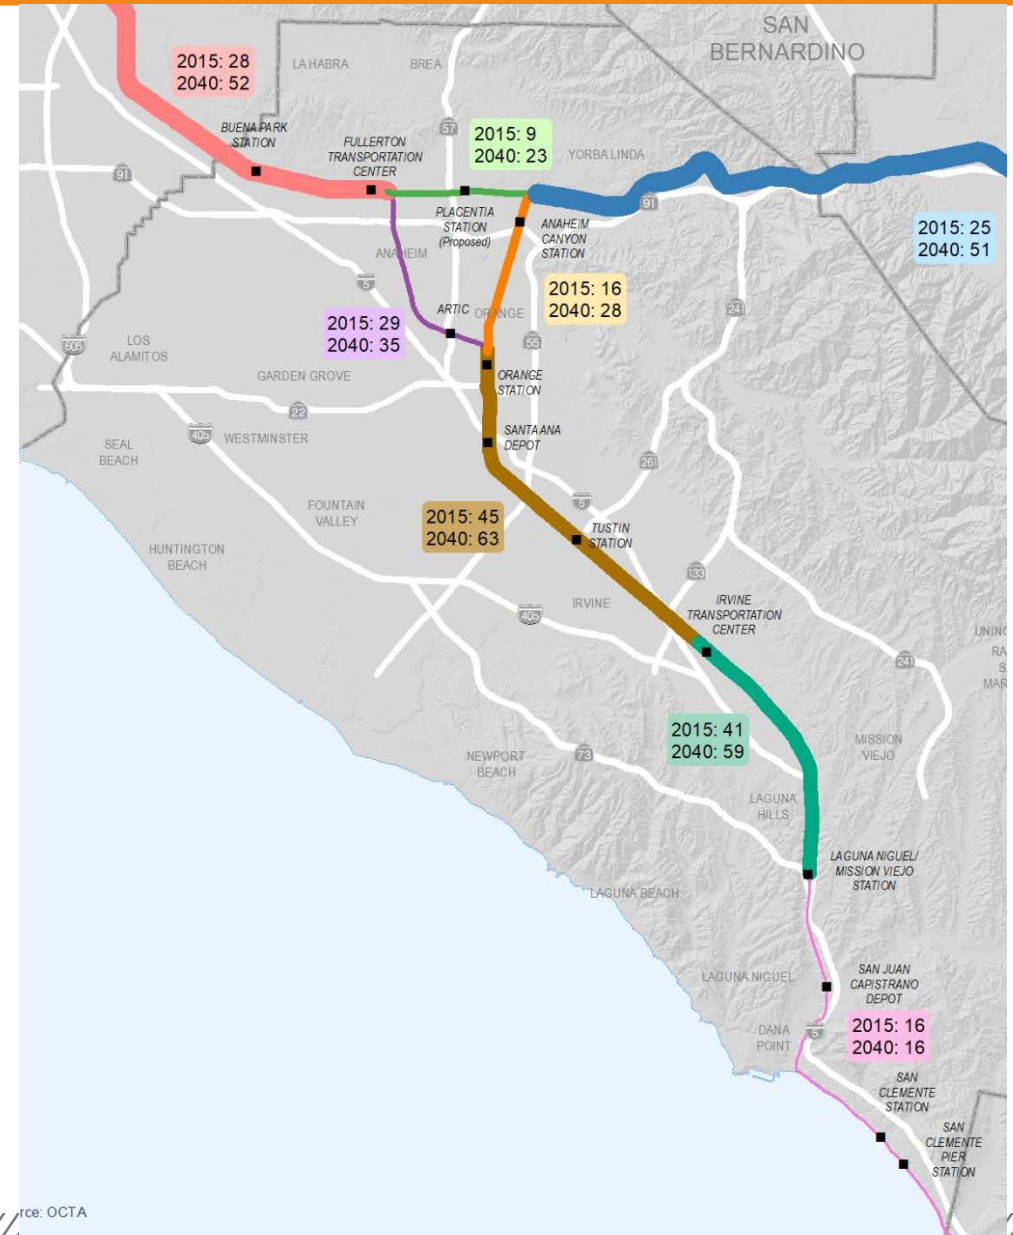 SAN
BERNARDINO
2015: 28
2040: 52
LA HABRA
BREA
BUENA PARK
STATION
FULLERTON
TRANSPORTATION
CENTER
57
2015: 9
2040: 23
YORBA LINDA
91
91
PLACENTIA
STATION
(Proposed)
ANAHEIM
CANYON
STATION
2015: 25
2040: 51
ANAHEIM
5
2015: 16
2040: 28
241
ARTIC
ORANGE
2015: 29
2040: 35
605
LOS
ALAMITOS
55
GARDEN GROVE
ORANGE
STATION
22
405
WESTMINSTER
SANTA ANA
DEPOT
SEAL
BEACH
261
FOUNTAIN
VALLEY
5
2015: 45
2040: 63
TUSTIN
STATION
HUNTINGTON
BEACH
133
IRVINE
405
IRVINE
TRANSPORTATION
CENTER
UNINC
RA
S
MAR
241
2015: 41
2040: 59
MISSION
VIEJO
NEWPORT
BEACH
73
LAGUNA
HILLS
LAGUNA NIGUEL/
MISSION VIEJO
STATION
LAGUNA BEACH
LAGUNA NIGUEL
SAN JUAN
CAPISTRANO
DEPOT
DANA
POINT
5
2015: 16
2040: 16
SAN
CLEMENTE
STATION
SAN
CLEMENTE
PIER
STATION
rce: OCTA